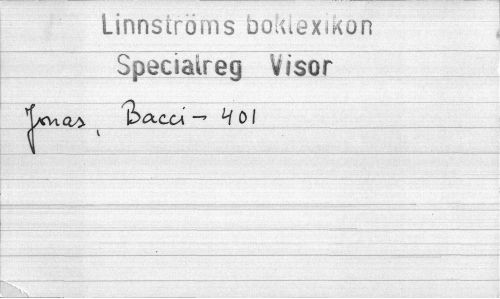 Linnströms boklexikon
Specialreg Visor
Jonas, Bacci - 401